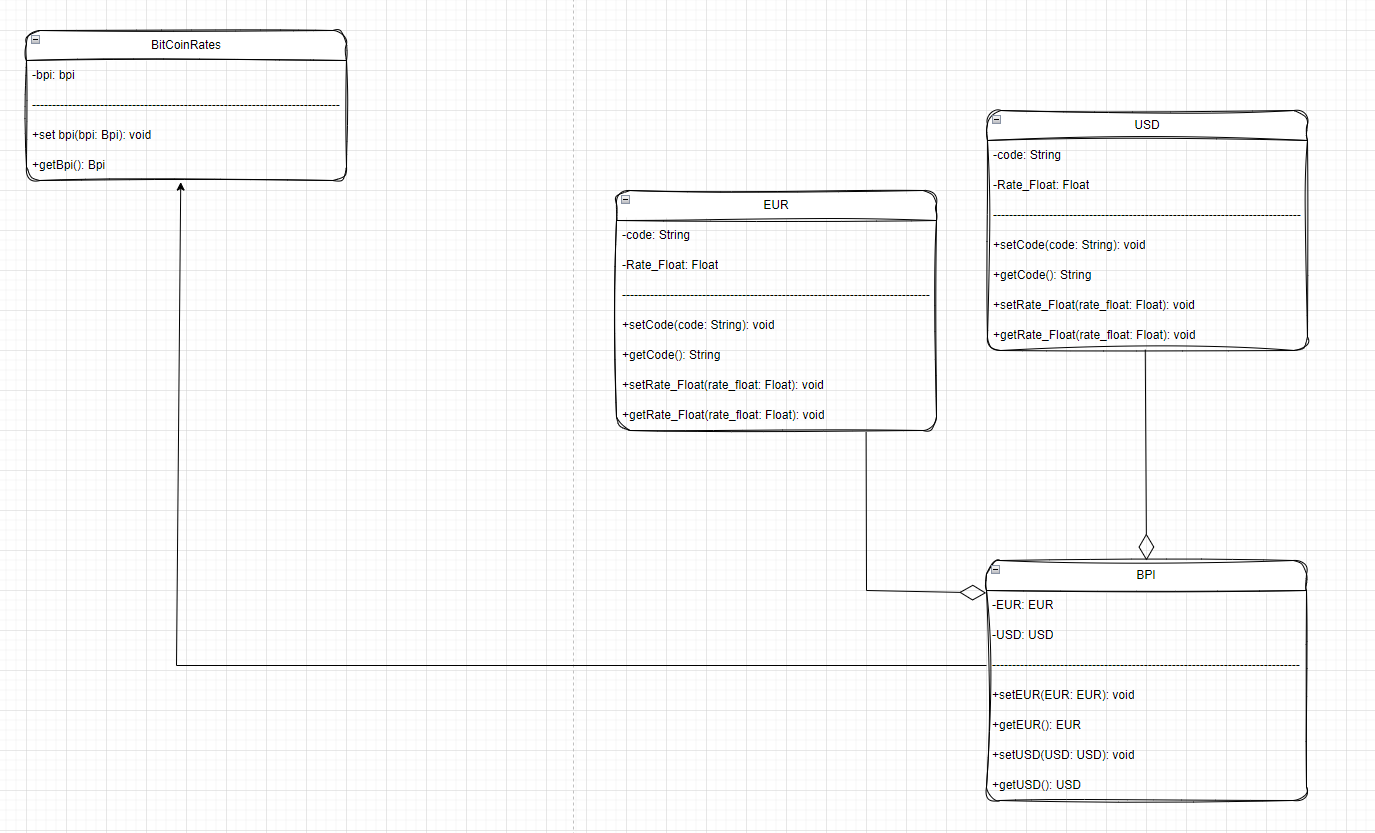 BitCoinRates
-bpi: bpi
+set bpi(bpi: Bpi): void
+getBpi(): Bpi
EUR
-code: String
-Rate_Float: Float
+setCode(code: String): void
+getCode(): String
+setRate_Float(rate_float: Float): void
+getRate_Float(rate_float: Float): void
USD
-code: String
-Rate_Float: Float
+setCode(code: String): void
+getCode(): String
+setRate_Float(rate_float: Float): void
+getRate_Float(rate_float: Float): void
BPI
-EUR: EUR
-USD: USD
+setEUR(EUR: EUR): void
+getEUR(): EUR
+setUSD(USD: USD): void
+getUSD(): USD